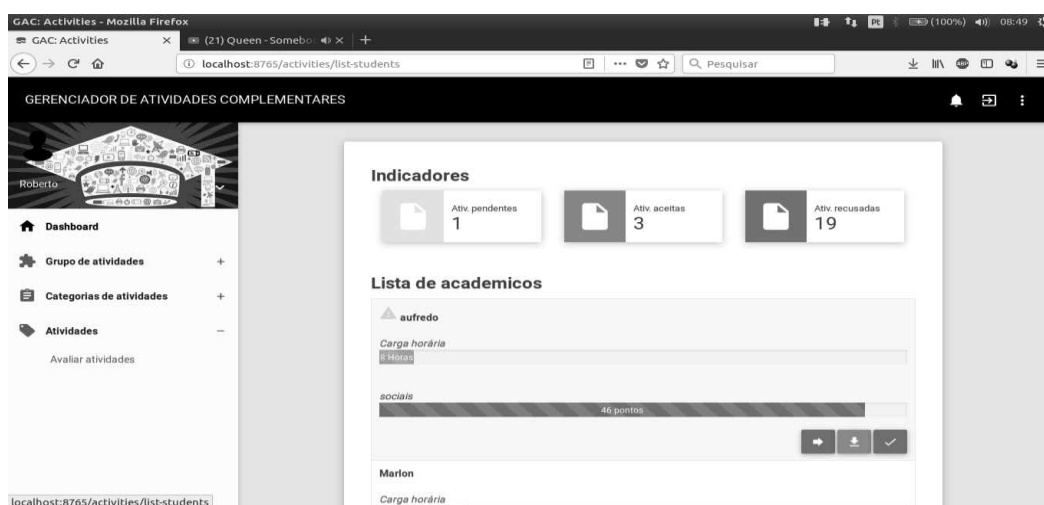 GAC: Activities - Mozilla Firefox
Pt (100%) 08:49
GAC: Activities
(21) Queen - Somebo
localhost:8765/activities/list-students
Pesquisar
ABP
GERENCIADOR DE ATIVIDADES COMPLEMENTARES
Roberto
Dashboard
Grupo de atividades +
Categorias de atividades +
Atividades –
Avaliar atividades
Indicadores
Ativ. pendentes
1
Ativ. aceitas
3
Ativ. recusadas
19
Lista de academicos
aufredo
Carga horária
8 Horas
sociais
46 pontos
Marlon
Carga horária
localhost:8765/activities/list-students